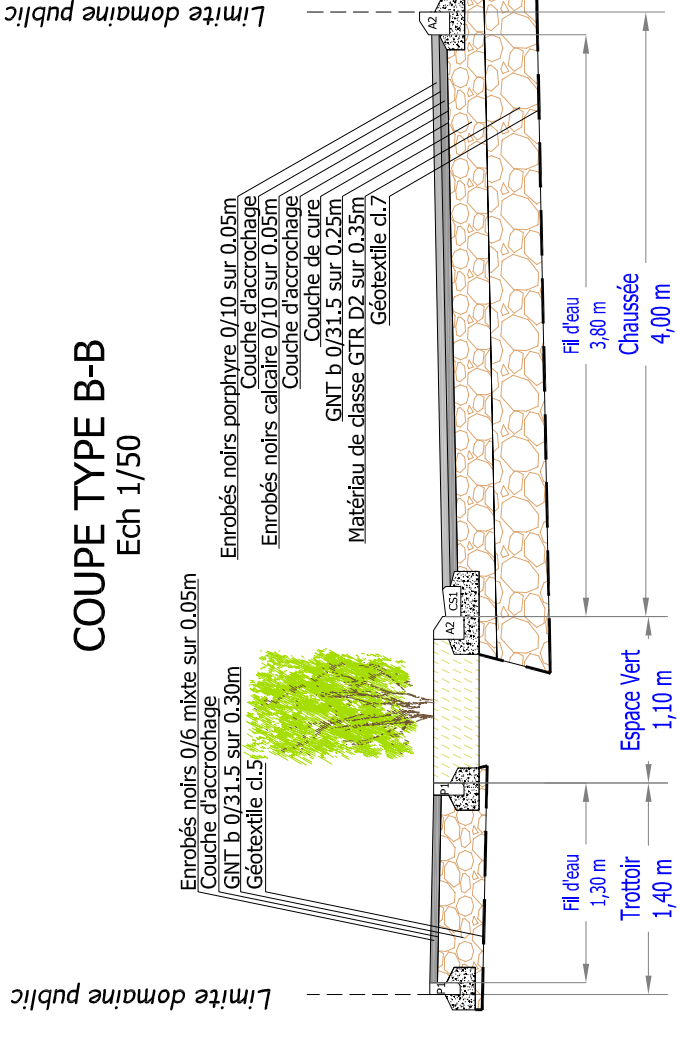 COUPE TYPE B-B
Ech 1/50
Limite domaine public
Limite domaine public
Enrobés noirs 0/6 mixte sur 0.05m
Couche d'accrochage
GNT b 0/31.5 sur 0.30m
Géotextile cl.5
Enrobés noirs porphyre 0/10 sur 0.05m
Couche d'accrochage
Enrobés noirs calcaire 0/10 sur 0.05m
Couche d'accrochage
Couche de cure
GNT b 0/31.5 sur 0.25m
Matériau de classe GTR D2 sur 0.35m
Géotextile cl.7
P1
P1
A2
CS1
A2
Fil d'eau
1,30 m
Trottoir
1,40 m
Espace Vert
1,10 m
Fil d'eau
3,80 m
Chaussée
4,00 m